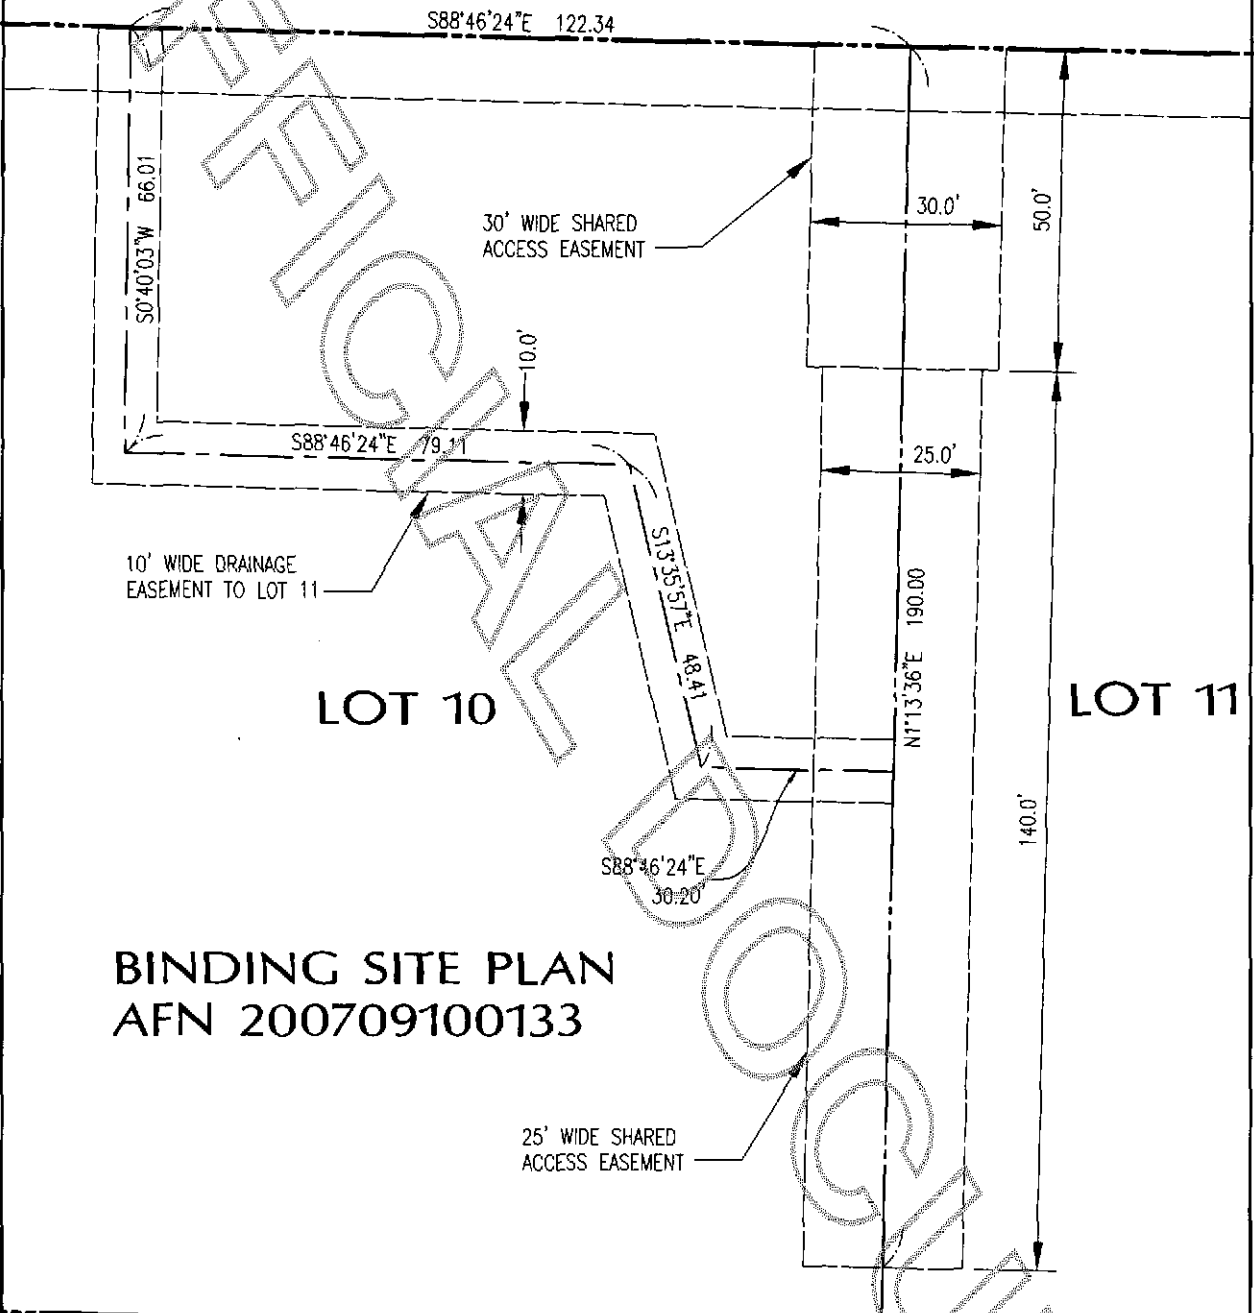 S88°46'24"E 122.34
S0°40'03"W 66.01
30' WIDE SHARED
ACCESS EASEMENT
30.0'
50.0'
10.0'
S88°46'24"E 79.11
25.0'
10' WIDE DRAINAGE
EASEMENT TO LOT 11
S13°35'57"E 48.41
N1°13'36"E 190.00
LOT 10
LOT 11
140.0'
S88°46'24"E
30.20'
BINDING SITE PLAN
AFN 200709100133
25' WIDE SHARED
ACCESS EASEMENT
FFICIAL DOCU